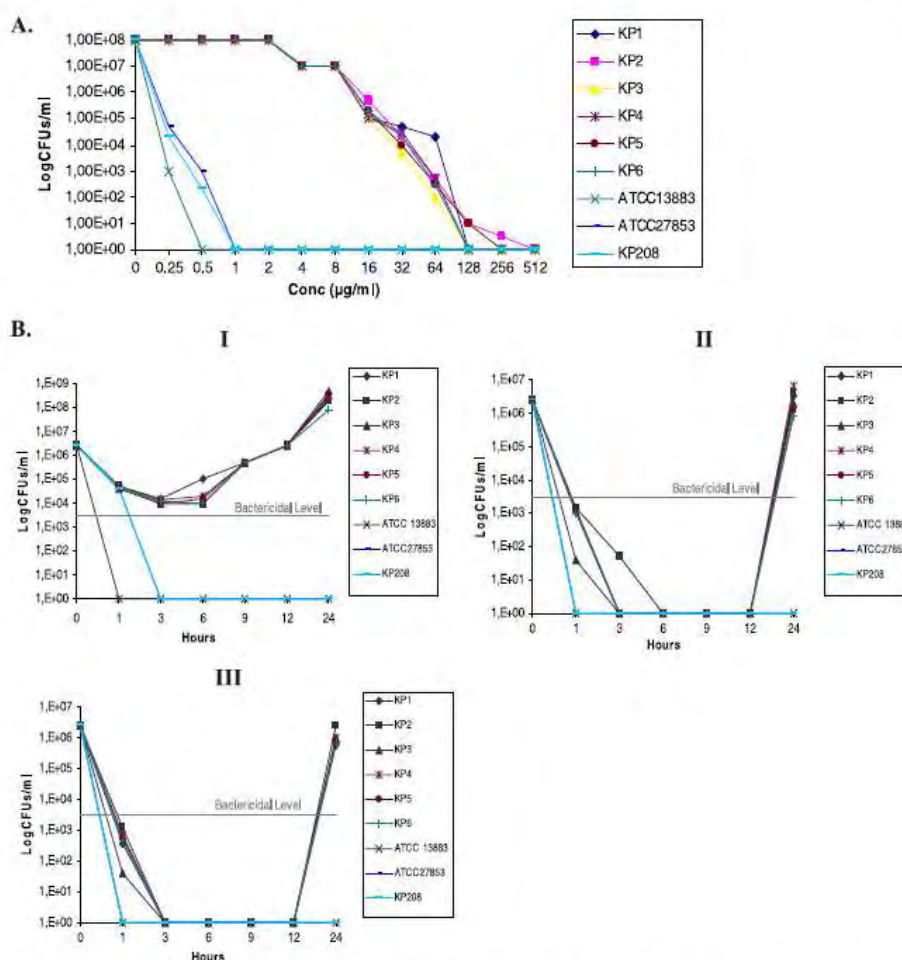 A.
1,00E+08
1,00E+07
1,00E+06
1,00E+05
1,00E+04
1,00E+03
1,00E+02
1,00E+01
1,00E+00
LogCFUs/ml
0 0,25 0,5 1 2 4 8 16 32 64 128 256 512
Conc (µg/ml)
KP1
KP2
KP3
KP4
KP5
KP6
ATCC13883
ATCC27853
KP208
B.
I
1,E+09
1,E+08
1,E+07
1,E+06
1,E+05
1,E+04
1,E+03
1,E+02
1,E+01
1,E+00
LogCFUs/ml
Bactericidal Level
0 1 3 6 9 12 24
Hours
KP1
KP2
KP3
KP4
KP5
KP6
ATCC 13883
ATCC27853
KP208
II
1,E+07
1,E+06
1,E+05
1,E+04
1,E+03
1,E+02
1,E+01
1,E+00
LogCFUs/ml
Bactericidal Level
0 1 3 6 9 12 24
Hours
KP1
KP2
KP3
KP4
KP5
KP6
ATCC 1388
ATCC2785
KP208
III
1,E+07
1,E+06
1,E+05
1,E+04
1,E+03
1,E+02
1,E+01
1,E+00
LogCFUs/ml
Bactericidal Level
0 1 3 6 9 12 24
Hours
KP1
KP2
KP3
KP4
KP5
KP6
ATCC 13883
ATCC27853
KP208